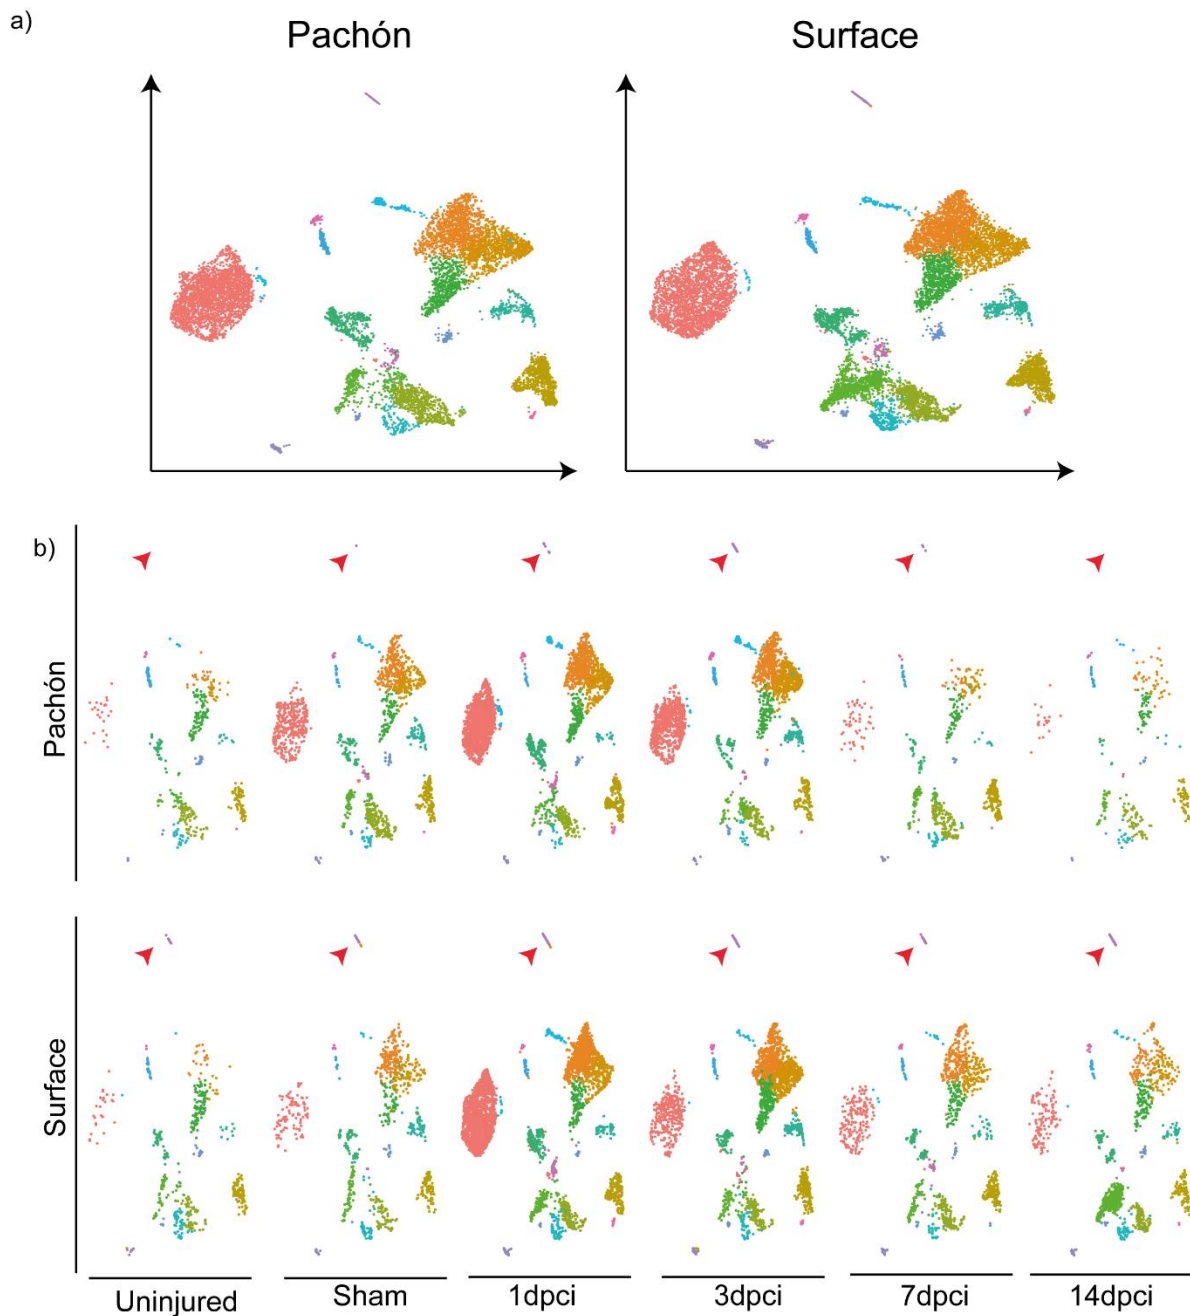 a)
Pachón
Surface
b)
Pachón
Surface
Uninjured
Sham
1dpci
3dpci
7dpci
14dpci